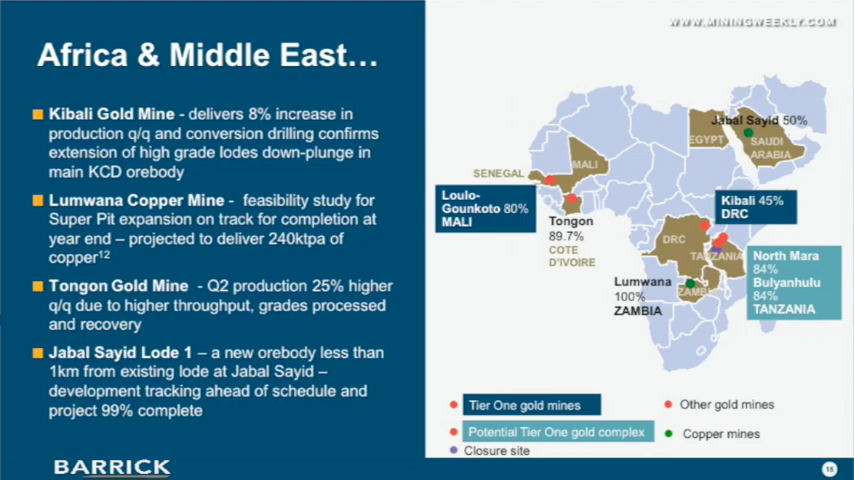 WWW.MININGWEEKLY.COM
Africa & Middle East…
Kibali Gold Mine - delivers 8% increase in
production q/q and conversion drilling confirms
extension of high grade lodes down-plunge in
main KCD orebody
Lumwana Copper Mine - feasibility study for
Super Pit expansion on track for completion at
year end – projected to deliver 240ktpa of
copper¹²
Tongon Gold Mine - Q2 production 25% higher
q/q due to higher throughput, grades processed
and recovery
Jabal Sayid Lode 1 – a new orebody less than
1km from existing lode at Jabal Sayid –
development tracking ahead of schedule and
project 99% complete
BARRICK
Jabal Sayid 50%
EGYPT
SAUDI
ARABIA
MALI
SENEGAL
Loulo-
Gounkoto 80%
MALI
Tongon
89.7%
COTE
D'IVOIRE
Kibali 45%
DRC
DRC
TANZANIA
North Mara
84%
Bulyanhulu
84%
TANZANIA
Lumwana
100%
ZAMBIA
ZAMBI
Tier One gold mines
Other gold mines
Potential Tier One gold complex
Copper mines
Closure site
15